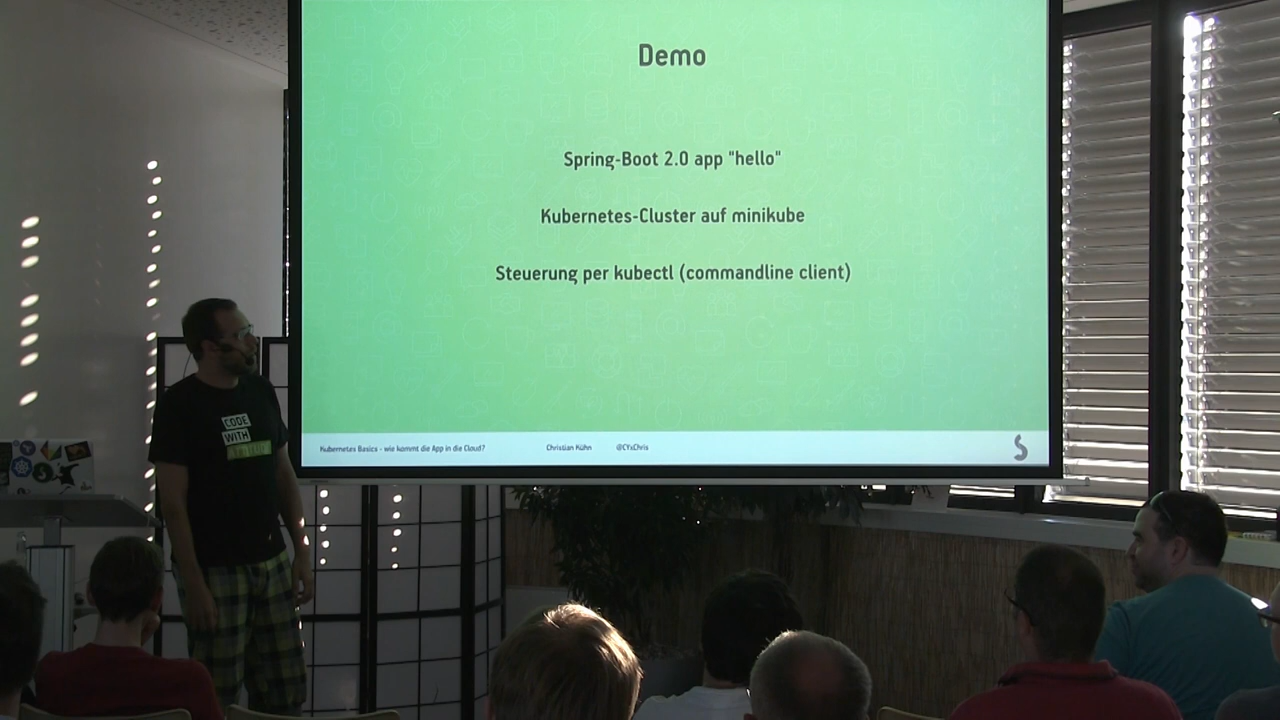 Demo
Spring-Boot 2.0 app "hello"
Kubernetes-Cluster auf minikube
Steuerung per kubectl (commandline client)
Kubernetes Basics - wie kommt die App in die Cloud? Christian Kühn @CYxChris
CODE
WITH